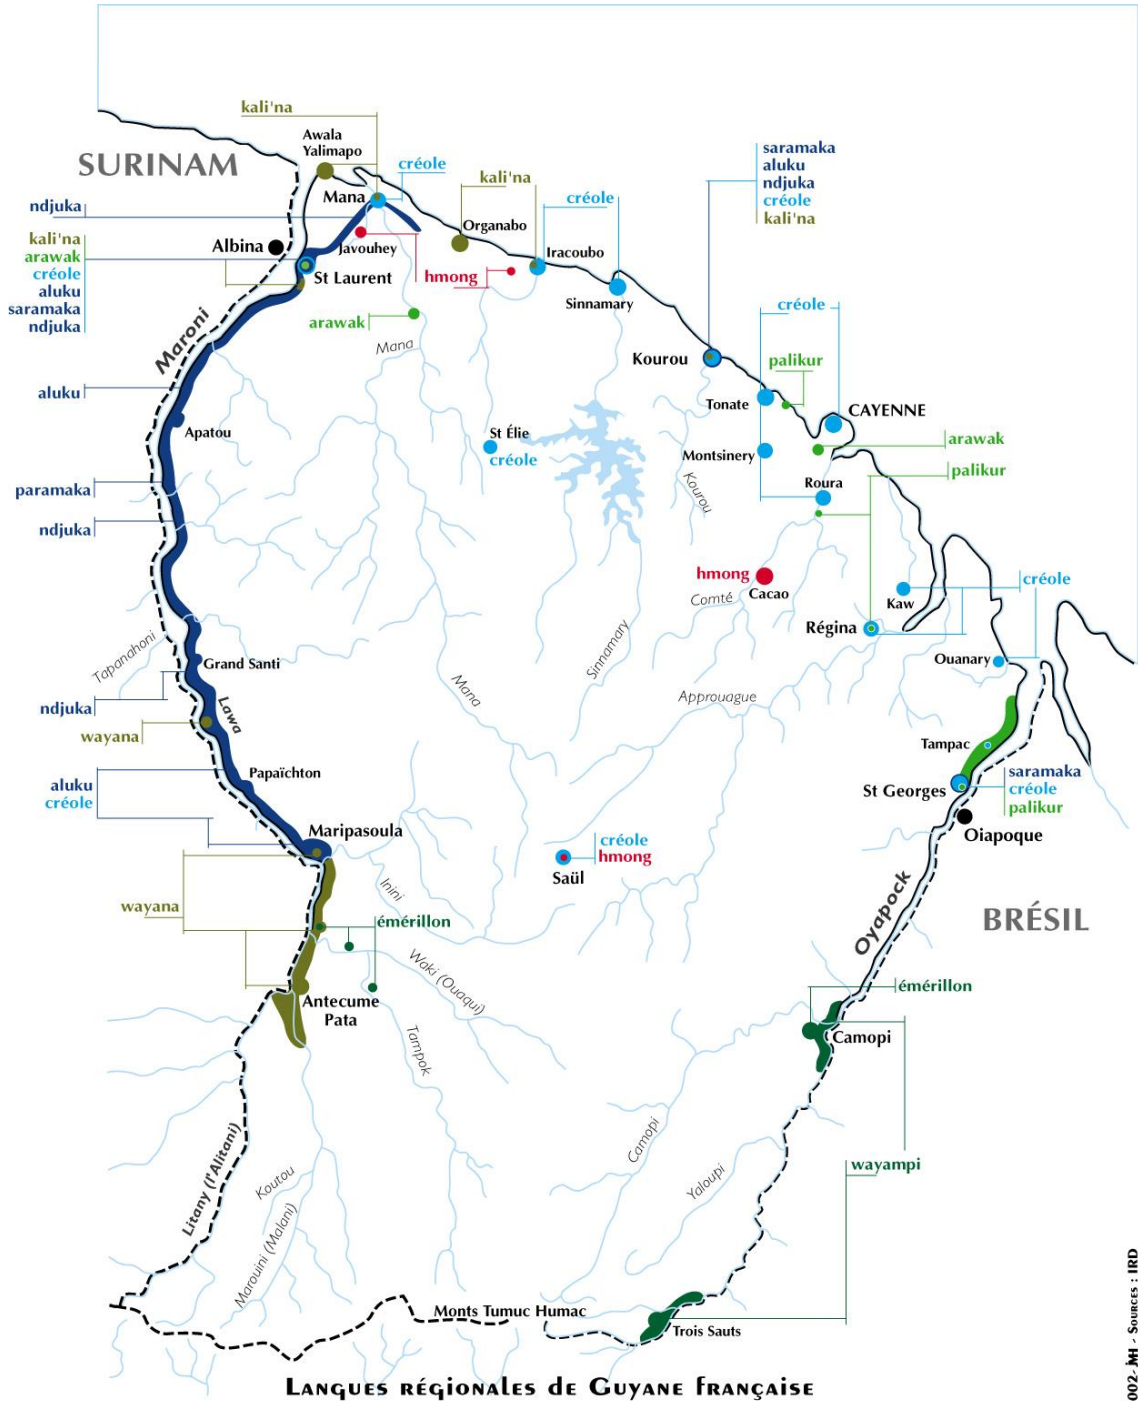 kali'na
Awala
Yalimapo
SURINAM
créole
Mana
kali'na
ndjuka
créole
saramaka
aluku
ndjuka
créole
kali'na
Organabo
Albina
Javouhey
Iracoubo
kali'na
arawak
créole
aluku
saramaka
ndjuka
St Laurent
hmong
Sinnamary
arawak
Maroni
Mana
créole
Kourou
palikur
aluku
Tonate
CAYENNE
Apatou
St Élie
créole
arawak
Montsinery
palikur
Roura
Kourou
paramaka
ndjuka
hmong
Cacao
créole
Comté
Kaw
Régina
Tapanahoni
Sinnamary
Grand Santi
Ouanary
Mana
Approuague
ndjuka
Lawa
wayana
Tampac
Papaïchton
aluku
créole
saramaka
créole
palikur
St Georges
Oiapoque
Maripasoula
créole
hmong
Saül
Inini
wayana
émérillon
Oyapock
BRÉSIL
Waki (Ouaqui)
émérillon
Antecume
Pata
Camopi
Tampok
Litany (l'Alitani)
Camopi
wayampi
Yaloupi
Koutou
Marouini (Malani)
Monts Tumuc Humac
Trois Sauts
Langues régionales de Guyane française
002- JMH - Sources : IRD